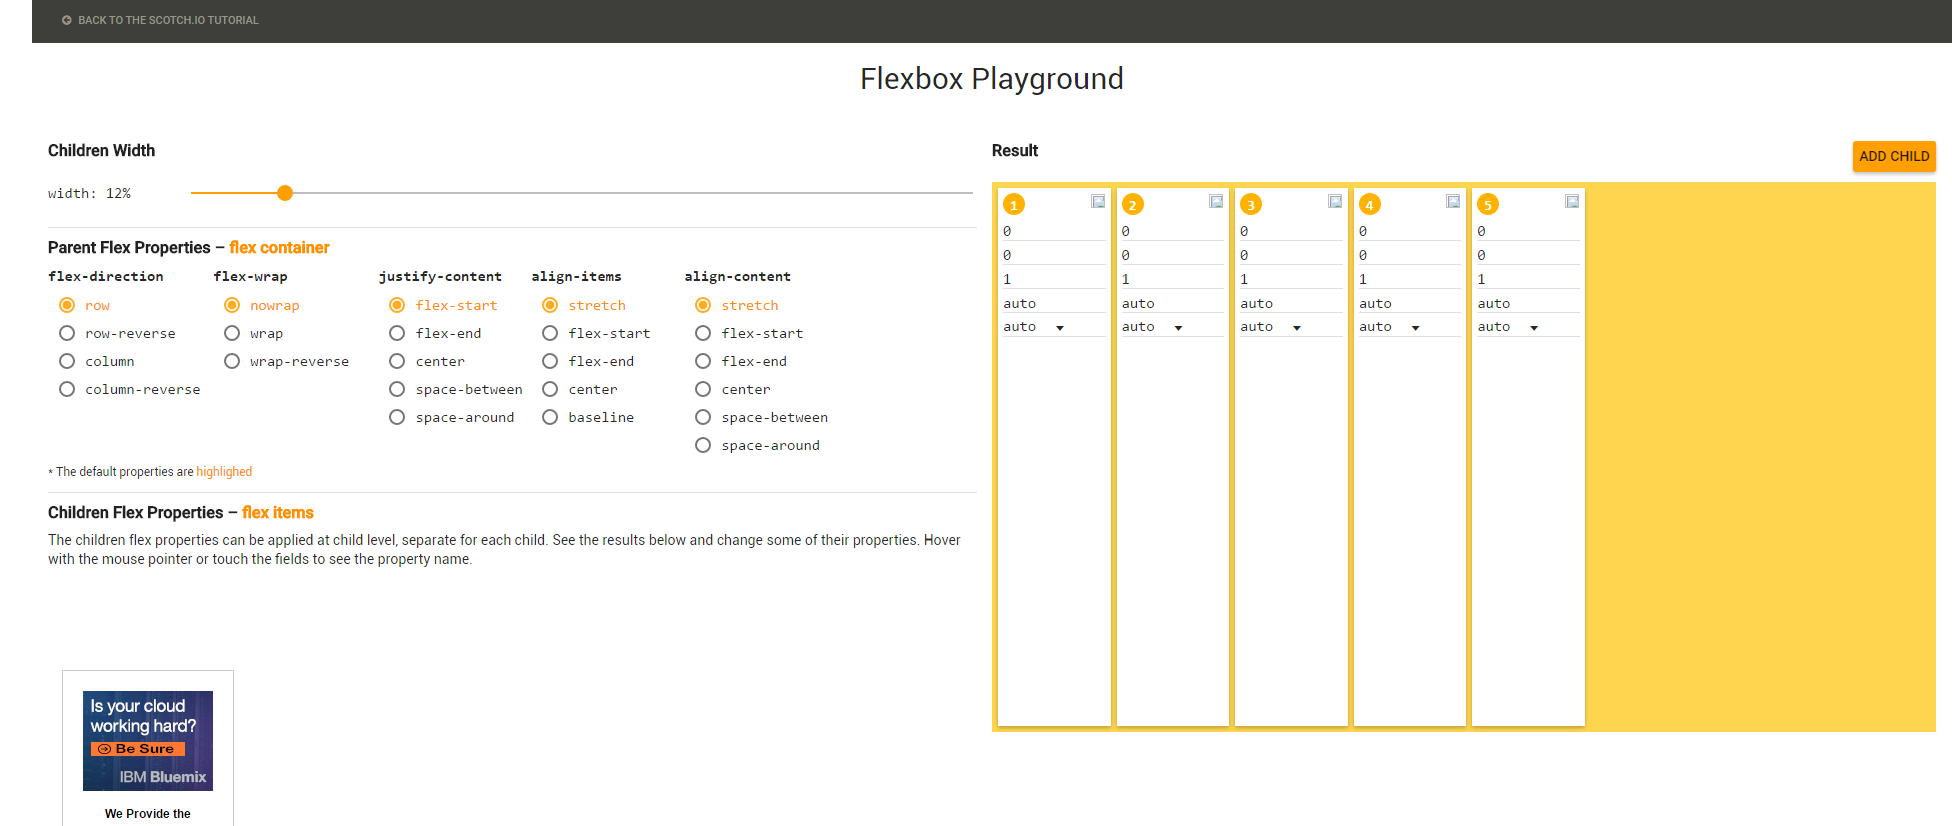 BACK TO THE SCOTCH.IO TUTORIAL
Flexbox Playground
Children Width
width: 12%
Parent Flex Properties – flex container
flex-direction
row
row-reverse
column
column-reverse
flex-wrap
nowrap
wrap
wrap-reverse
justify-content
flex-start
flex-end
center
space-between
space-around
align-items
stretch
flex-start
flex-end
center
baseline
align-content
stretch
flex-start
flex-end
center
space-between
space-around
* The default properties are highlighed
Children Flex Properties – flex items
The children flex properties can be applied at child level, separate for each child. See the results below and change some of their properties. Hover
with the mouse pointer or touch the fields to see the property name.
Is your cloud
working hard?
Be Sure
IBM Bluemix
We Provide the
Result
ADD CHILD
1
0
0
1
auto
auto
2
0
0
1
auto
auto
3
0
0
1
auto
auto
4
0
0
1
auto
auto
5
0
0
1
auto
auto